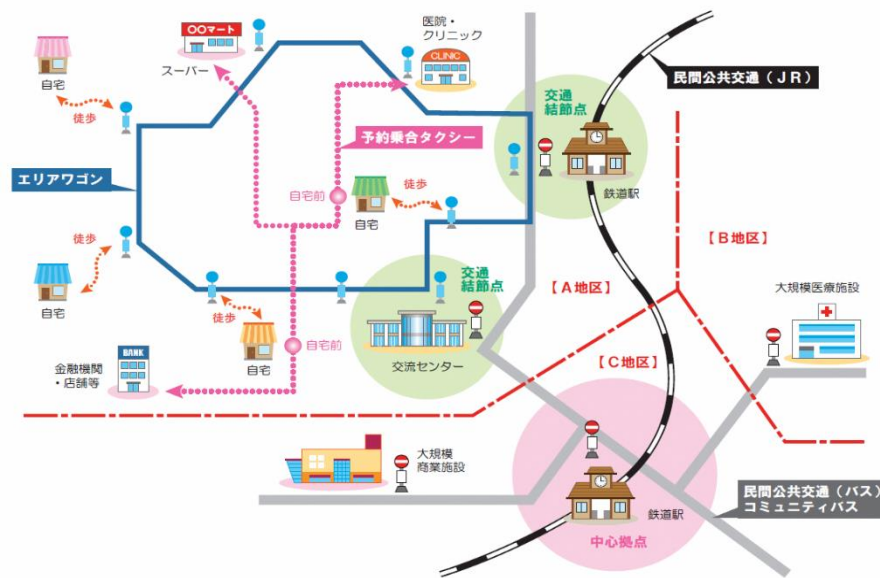 〇〇マート
スーパー
医院・
クリニック
CLINIC
自宅
徒歩
民間公共交通（JR）
交通
結節点
鉄道駅
予約乗合タクシー
エリアワゴン
自宅前
徒歩
自宅
【B地区】
徒歩
自宅
【A地区】
交通
結節点
大規模医療施設
徒歩
自宅
自宅前
交流センター
【C地区】
BANK
金融機関
・店舗等
大規模
商業施設
鉄道駅
中心拠点
民間公共交通（バス）
コミュニティバス